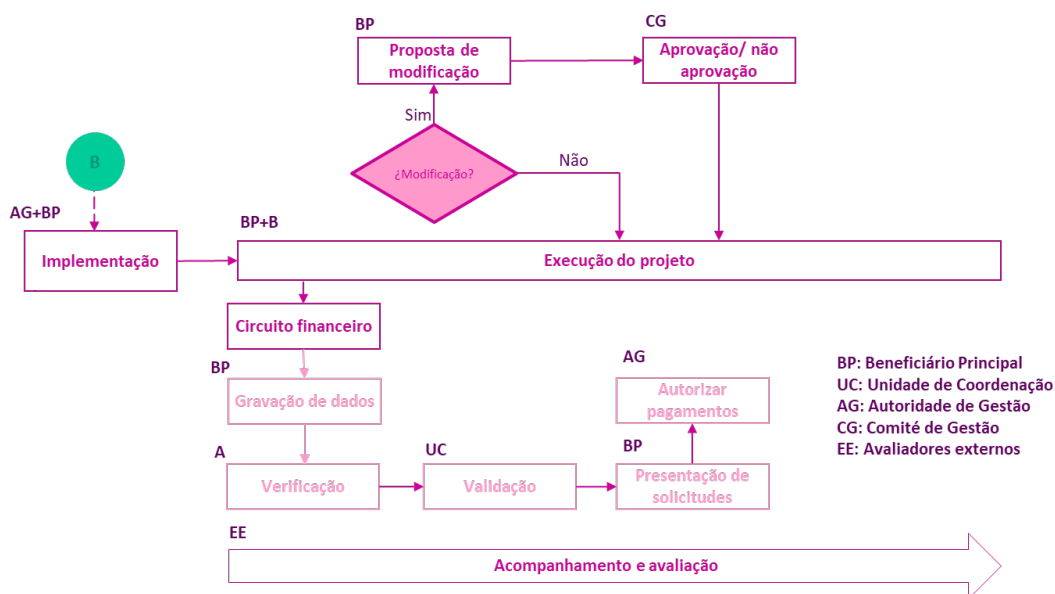 BP
CG
Proposta de
modificação
Aprovação/ não
aprovação
Sim
B
¿Modificação?
Não
AG+BP
BP+B
Implementação
Execução do projeto
Circuito financeiro
BP
AG
Gravação de dados
Autorizar
pagamentos
BP: Beneficiário Principal
UC: Unidade de Coordenação
AG: Autoridade de Gestão
CG: Comité de Gestão
EE: Avaliadores externos
A
UC
BP
Verificação
Validação
Presentação de
solicitudes
EE
Acompanhamento e avaliação